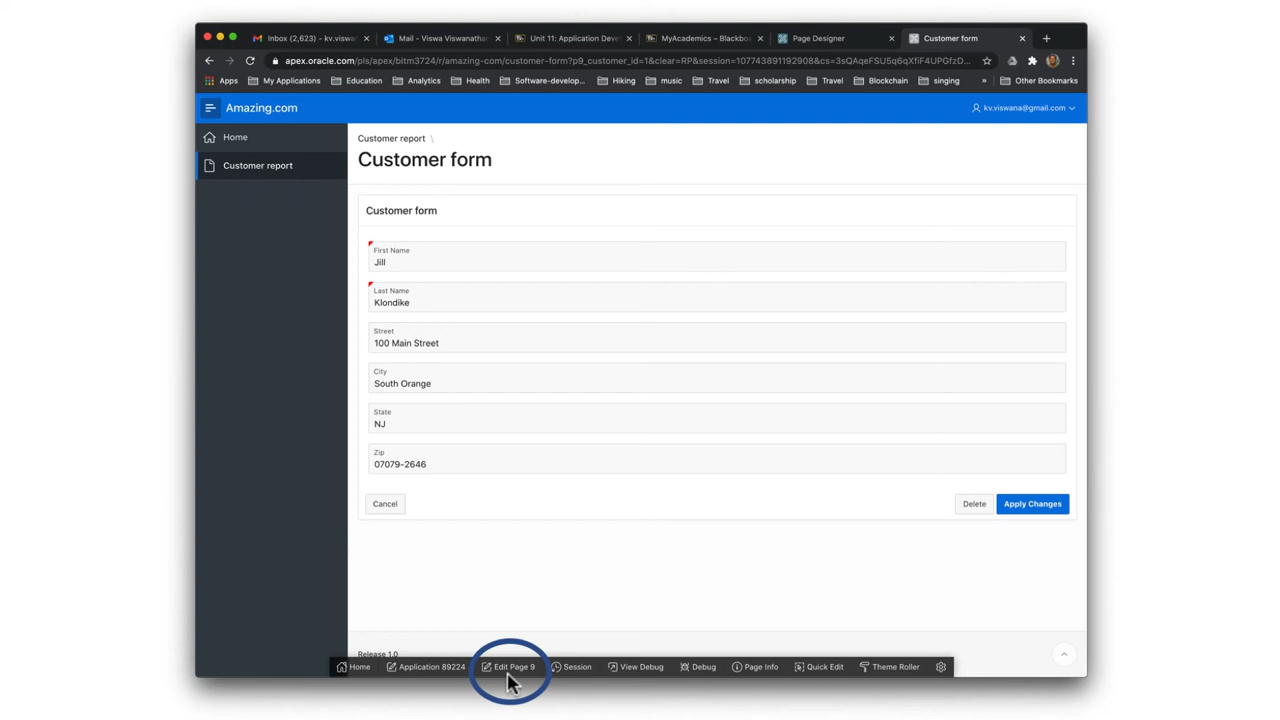 Inbox (2,623) – kv.viswa
Mail - Viswa Viswanathan
Unit 11: Application Deve
MyAcademics – Blackboa
Page Designer
Customer form
apex.oracle.com/pls/apex/bitm3724/r/amazing-com/customer-form?p9_customer_id=1&clear=RP&session=107743891192908&cs=3sQAqeFSU5q6qXfiF4UPGFzD...
Apps My Applications Education Analytics Health Software-develop... Hiking music Travel scholarship Travel Blockchain singing » Other Bookmarks
Amazing.com
kv.viswana@gmail.com
Home
Customer report
Customer report \
Customer form
Customer form
First Name
Jill
Last Name
Klondike
Street
100 Main Street
City
South Orange
State
NJ
Zip
07079-2646
Cancel
Delete
Apply Changes
Release 1.0
Home Application 89224 Edit Page 9 Session View Debug Debug Page Info Quick Edit Theme Roller